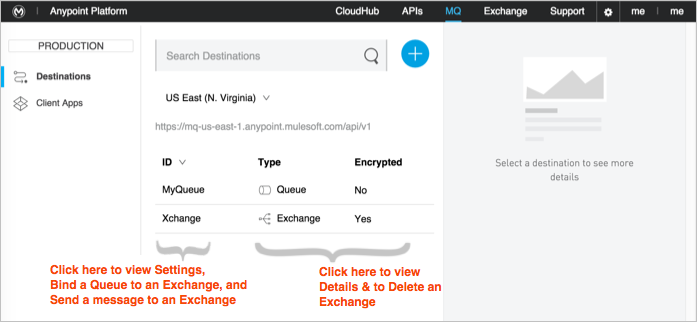 Anypoint Platform
CloudHub
APIs
MQ
Exchange
Support
me
me
PRODUCTION
Destinations
Client Apps
Search Destinations
US East (N. Virginia)
https://mq-us-east-1.anypoint.mulesoft.com/api/v1
ID Type Encrypted
MyQueue Queue No
Xchange Exchange Yes
Click here to view Settings,
Bind a Queue to an Exchange, and
Send a message to an Exchange
Click here to view
Details & to Delete an
Exchange
Select a destination to see more
details